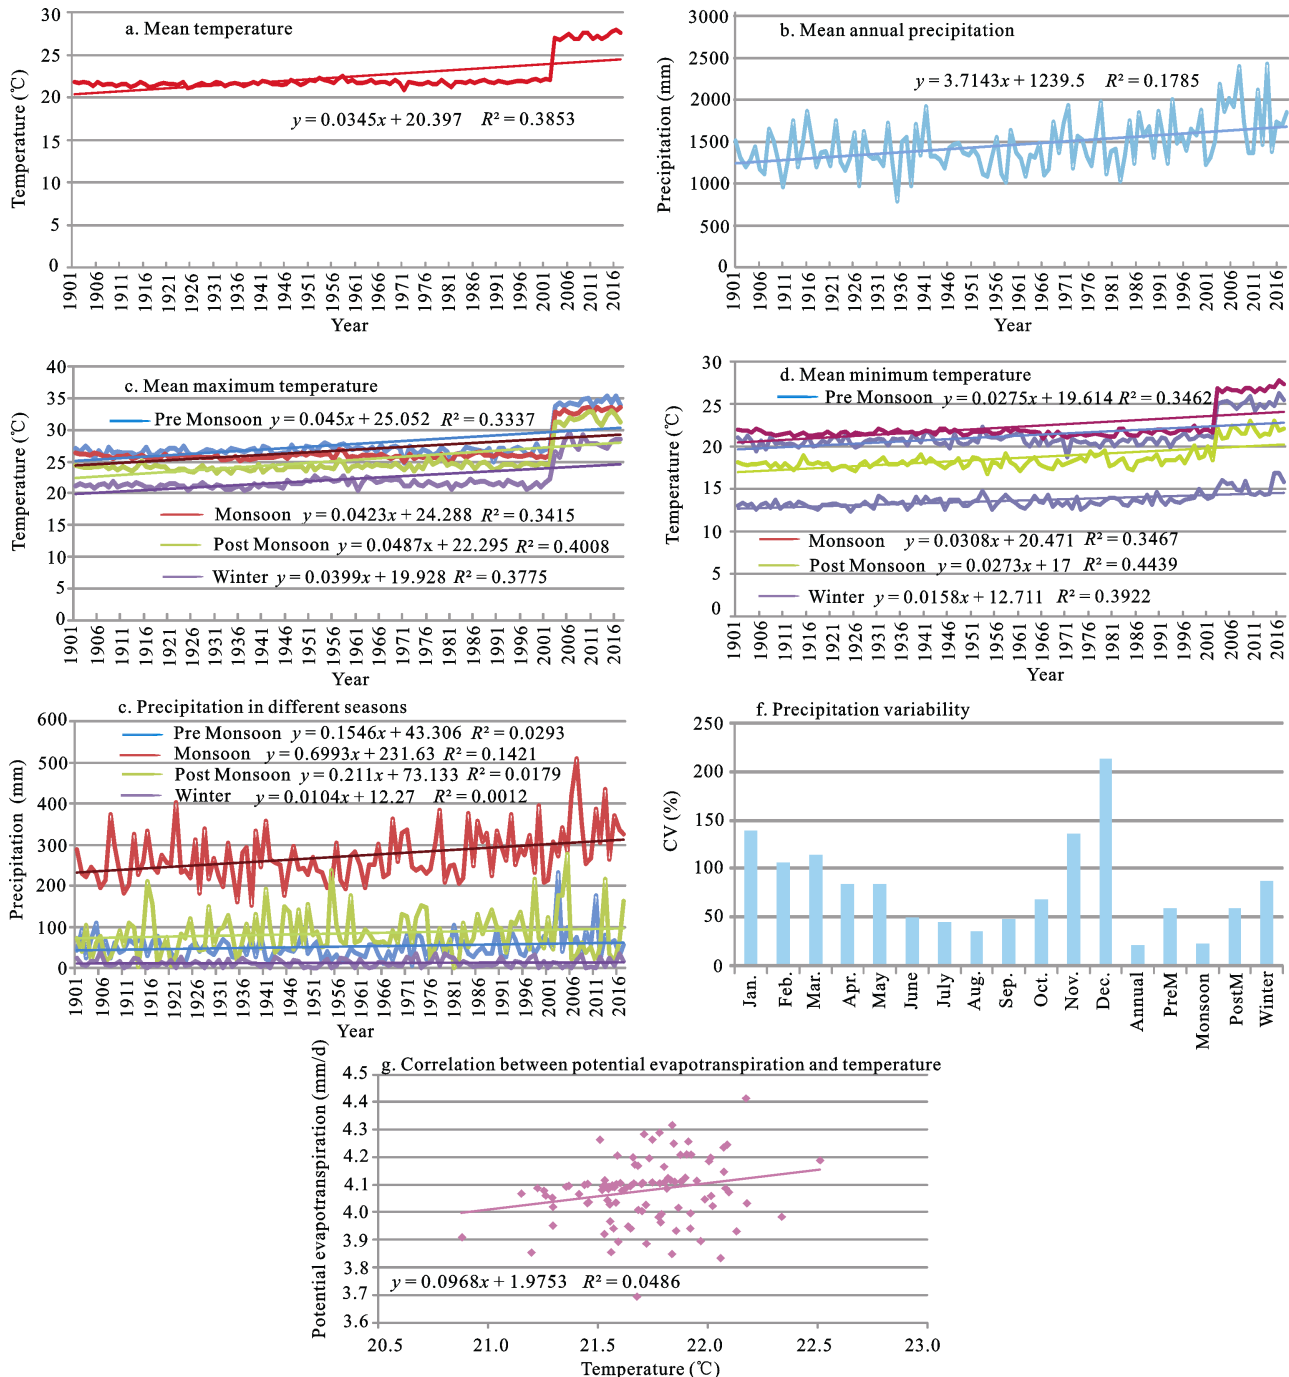 a. Mean temperature
y = 0.0345x + 20.397 R² = 0.3853
Temperature (℃)
30
25
20
15
10
5
0
1901 1906 1911 1916 1921 1926 1931 1936 1941 1946 1951 1956 1961 1966 1971 1976 1981 1986 1991 1996 2001 2006 2011 2016
Year
b. Mean annual precipitation
y = 3.7143x + 1239.5 R² = 0.1785
Precipitation (mm)
3000
2500
2000
1500
1000
500
0
1901 1906 1911 1916 1921 1926 1931 1936 1941 1946 1951 1956 1961 1966 1971 1976 1981 1986 1991 1996 2001 2006 2011 2016
Year
c. Mean maximum temperature
Pre Monsoon y = 0.045x + 25.052 R² = 0.3337
Monsoon y = 0.0423x + 24.288 R² = 0.3415
Post Monsoon y = 0.0487x + 22.295 R² = 0.4008
Winter y = 0.0399x + 19.928 R² = 0.3775
Temperature (℃)
40
35
30
25
20
15
10
5
0
1901 1906 1911 1916 1921 1926 1931 1936 1941 1946 1951 1956 1961 1966 1971 1976 1981 1986 1991 1996 2001 2006 2011 2016
Year
d. Mean minimum temperature
Pre Monsoon y = 0.0275x + 19.614 R² = 0.3462
Monsoon y = 0.0308x + 20.471 R² = 0.3467
Post Monsoon y = 0.0273x + 17 R² = 0.4439
Winter y = 0.0158x + 12.711 R² = 0.3922
Temperature (℃)
30
25
20
15
10
5
0
1901 1906 1911 1916 1921 1926 1931 1936 1941 1946 1951 1956 1961 1966 1971 1976 1981 1986 1991 1996 2001 2006 2011 2016
Year
c. Precipitation in different seasons
Pre Monsoon y = 0.1546x + 43.306 R² = 0.0293
Monsoon y = 0.6993x + 231.63 R² = 0.1421
Post Monsoon y = 0.211x + 73.133 R² = 0.0179
Winter y = 0.0104x + 12.27 R² = 0.0012
Precipitation (mm)
600
500
400
300
200
100
0
1901 1906 1911 1916 1921 1926 1931 1936 1941 1946 1951 1956 1961 1966 1971 1976 1981 1986 1991 1996 2001 2006 2011 2016
Year
f. Precipitation variability
CV (%)
250
200
150
100
50
0
Jan. Feb. Mar. Apr. May June July Aug. Sep. Oct. Nov. Dec. Annual PreM Monsoon PostM Winter
g. Correlation between potential evapotranspiration and temperature
y = 0.0968x + 1.9753 R² = 0.0486
Potential evapotranspiration (mm/d)
4.5
4.4
4.3
4.2
4.1
4.0
3.9
3.8
3.7
3.6
20.5 21.0 21.5 22.0 22.5 23.0
Temperature (℃)